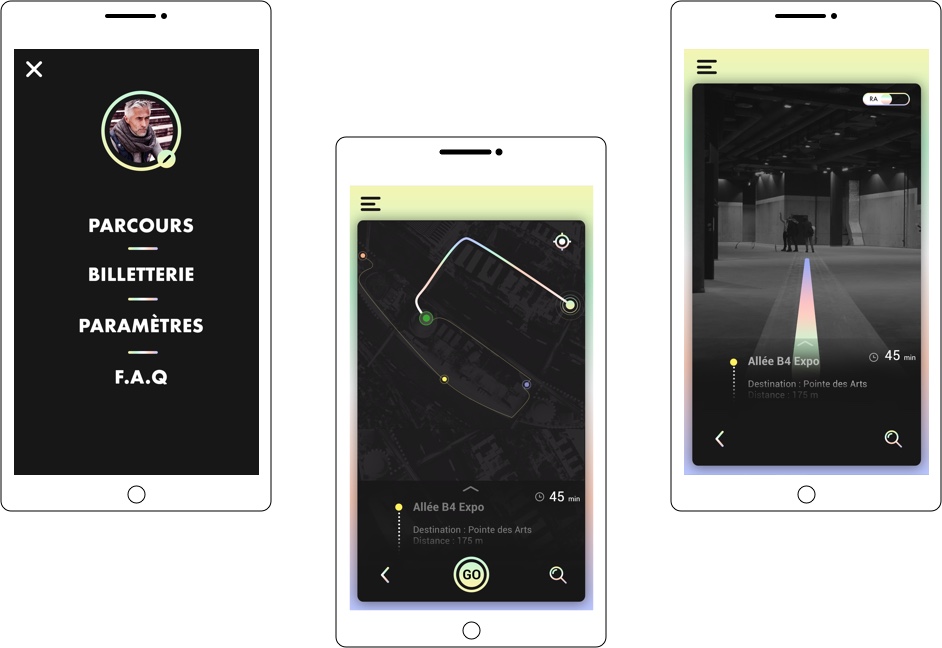 PARCOURS
BILLETTERIE
PARAMÈTRES
F.A.Q
45 min
Allée B4 Expo
Destination : Pointe des Arts
Distance : 175 m
GO
RA
45 min
Allée B4 Expo
Destination : Pointe des Arts
Distance : 175 m